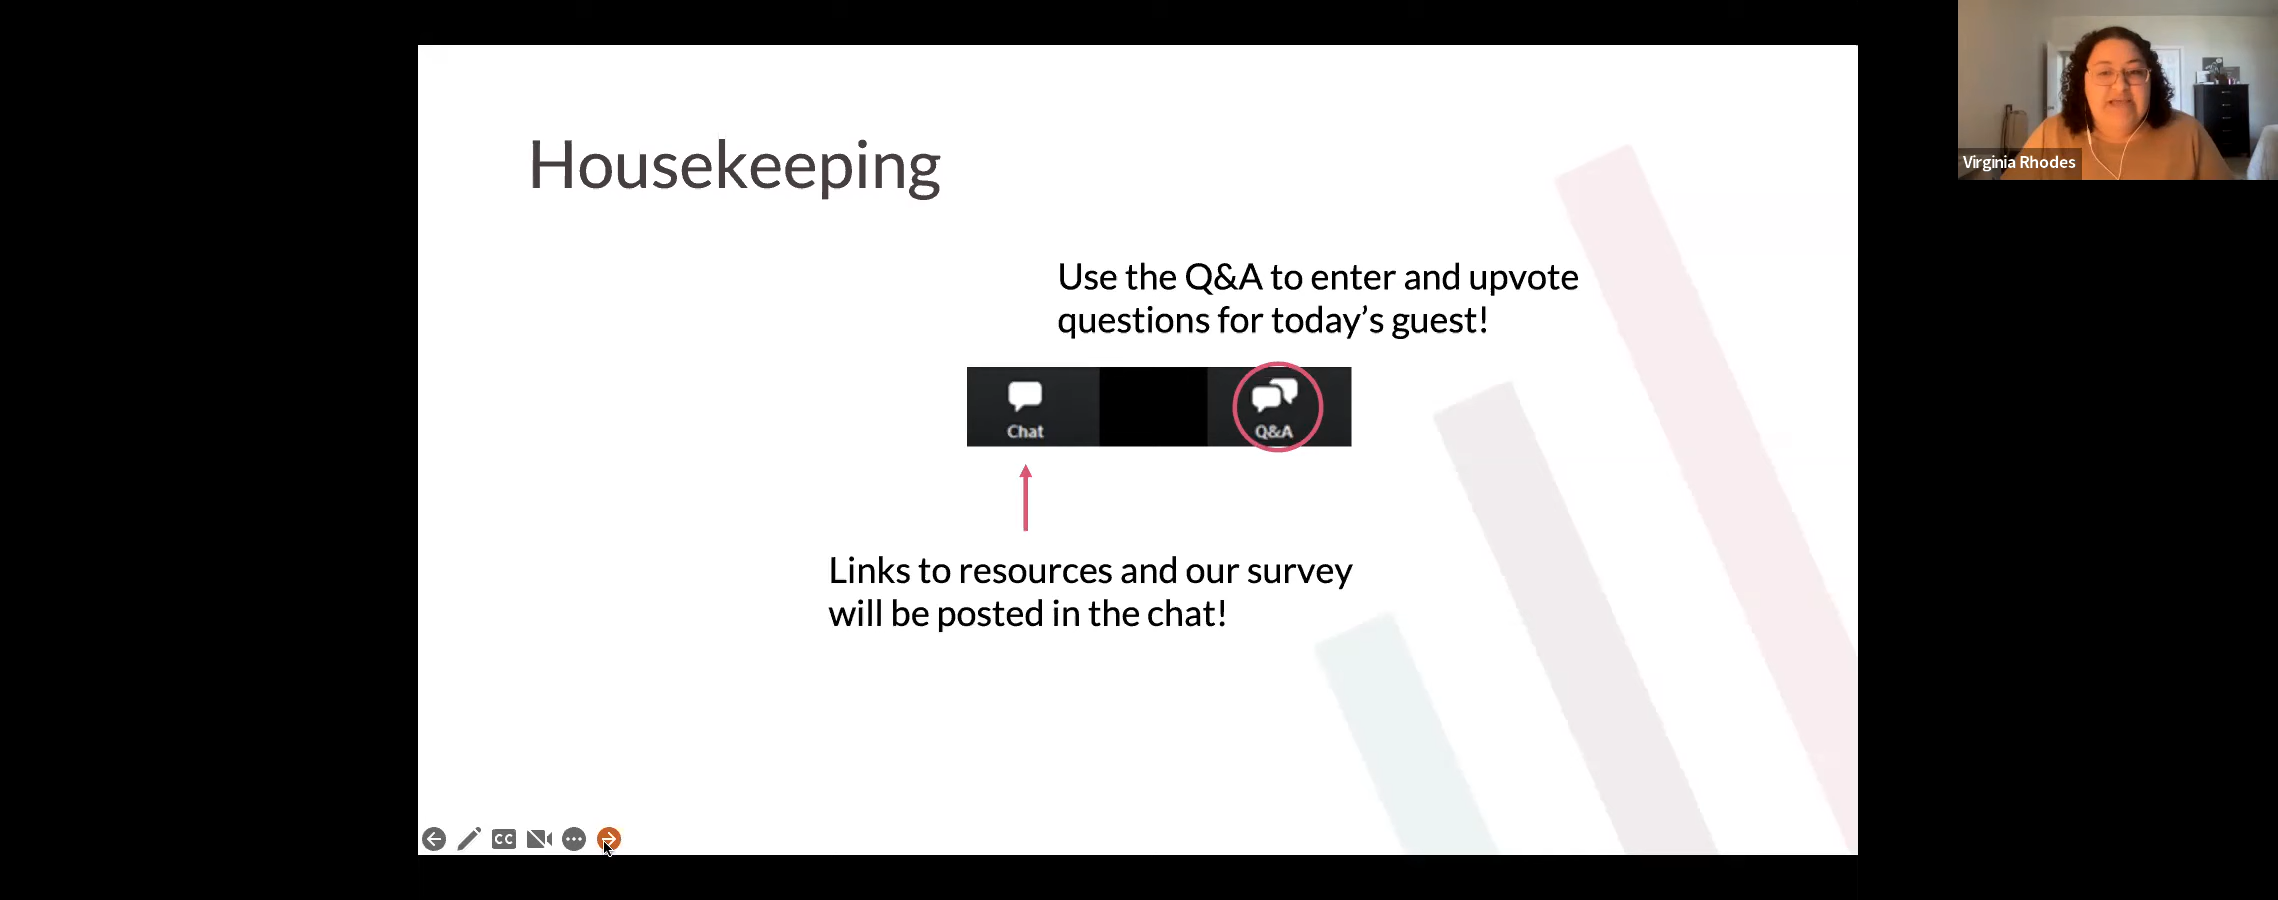 Housekeeping
Use the Q&A to enter and upvote
questions for today’s guest!
Chat
Q&A
Links to resources and our survey
will be posted in the chat!
CC
Virginia Rhodes